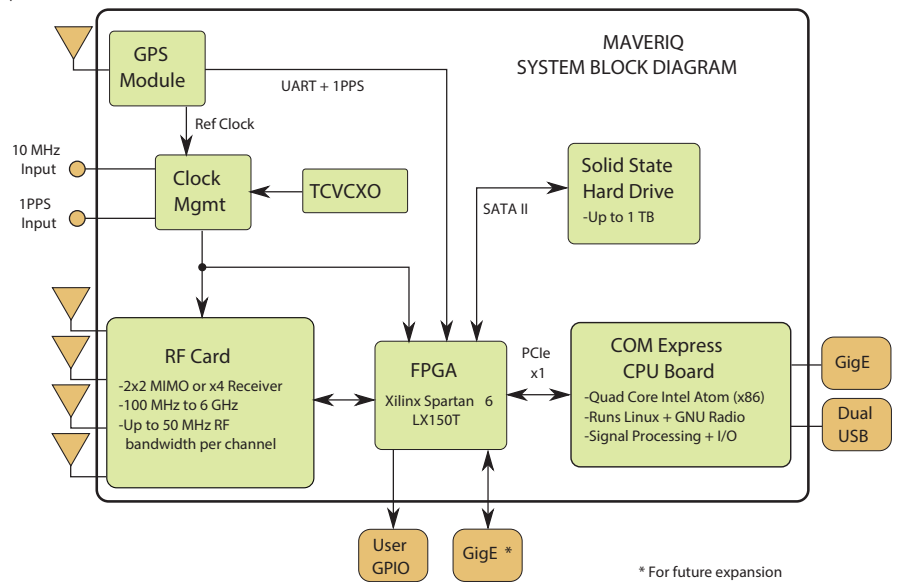 MAVERIQ
SYSTEM BLOCK DIAGRAM
GPS
Module
UART + 1PPS
Ref Clock
10 MHz
Input
1PPS
Input
Clock
Mgmt
TCVCXO
Solid State
Hard Drive
-Up to 1 TB
SATA II
RF Card
-2x2 MIMO or x4 Receiver
-100 MHz to 6 GHz
-Up to 50 MHz RF
bandwidth per channel
FPGA
Xilinx Spartan 6
LX150T
PCIe
x1
COM Express
CPU Board
-Quad Core Intel Atom (x86)
-Runs Linux + GNU Radio
-Signal Processing + I/O
GigE
Dual
USB
User
GPIO
GigE *
* For future expansion